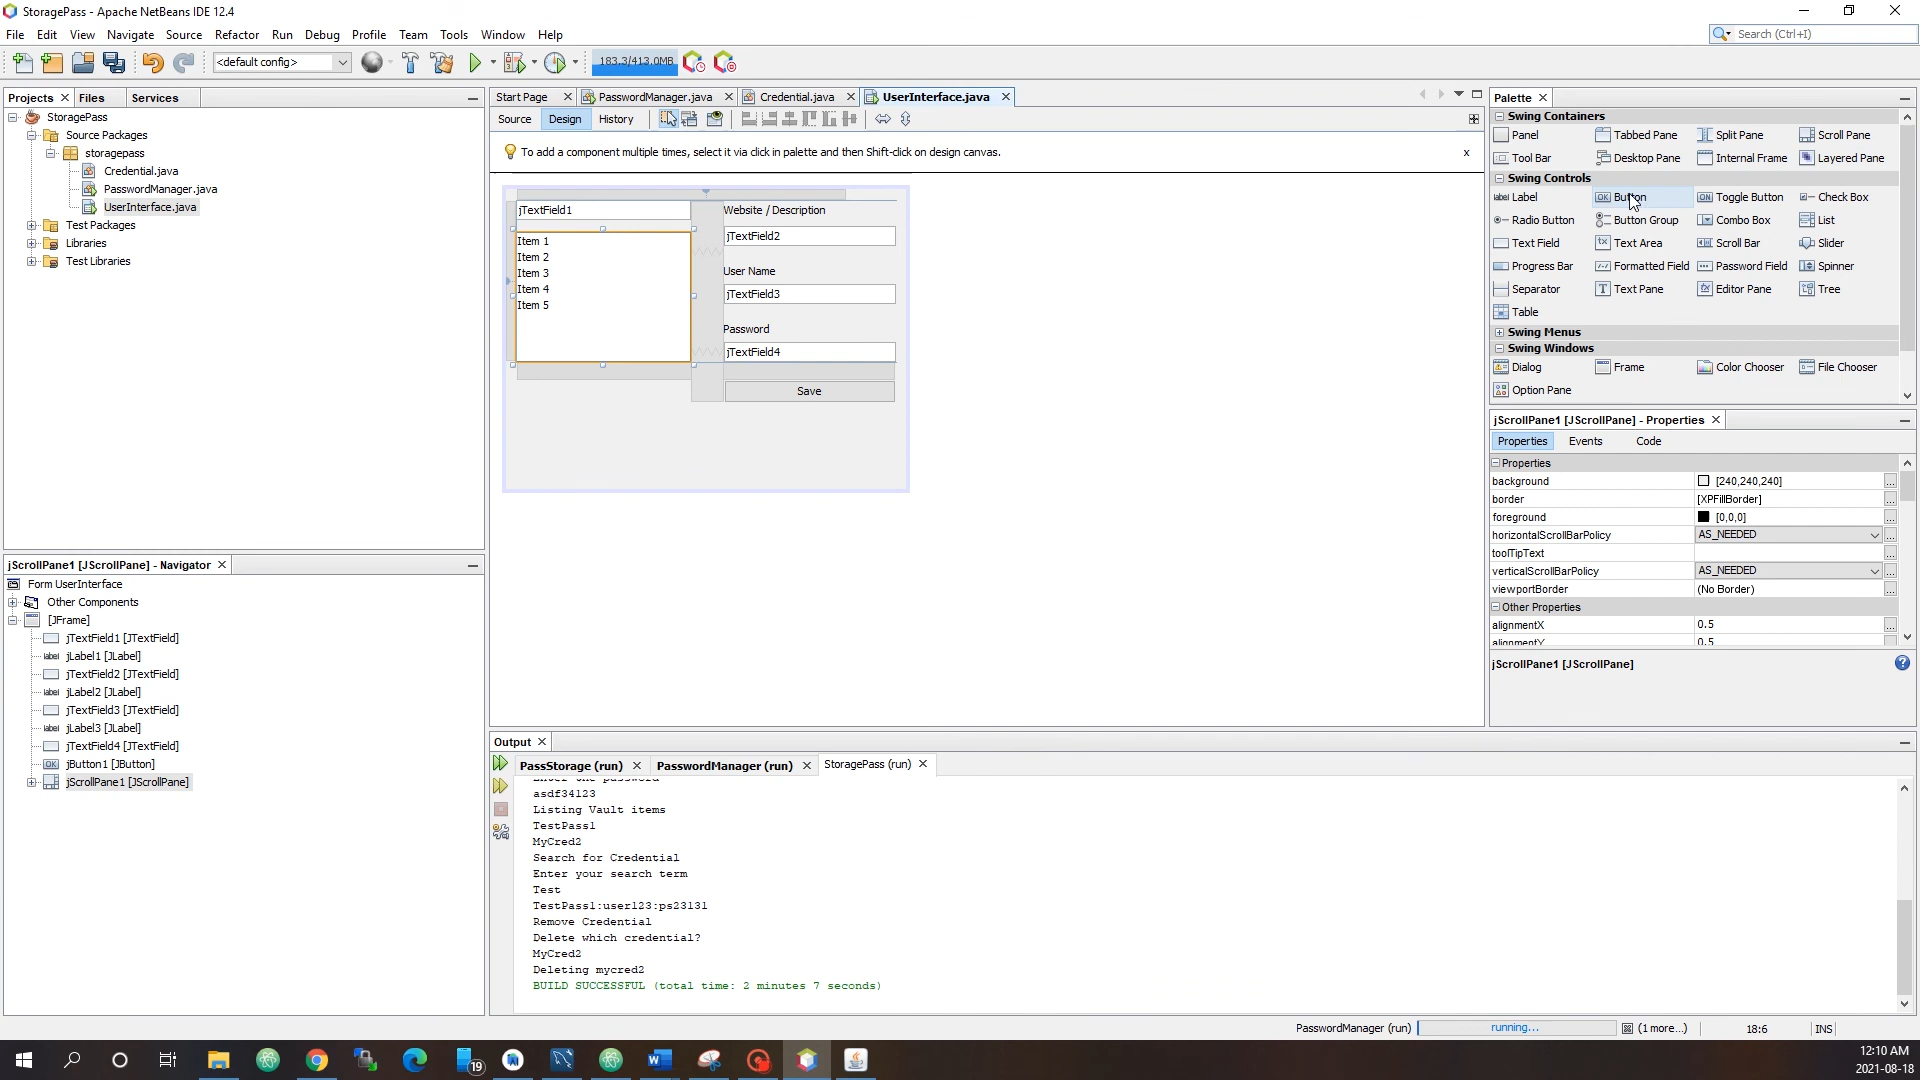 StoragePass - Apache NetBeans IDE 12.4
File Edit View Navigate Source Refactor Run Debug Profile Team Tools Window Help
Search (Ctrl+I)
<default config>
183.3/413.0MB
Projects Files Services
StoragePass
Source Packages
storagepass
Credential.java
PasswordManager.java
UserInterface.java
Test Packages
Libraries
Test Libraries
Start Page PasswordManager.java Credential.java UserInterface.java
Source Design History
To add a component multiple times, select it via click in palette and then Shift-click on design canvas.
x
jTextField1
Item 1
Item 2
Item 3
Item 4
Item 5
Website / Description
jTextField2
User Name
jTextField3
Password
jTextField4
Save
Palette
Swing Containers
Panel Tabbed Pane Split Pane Scroll Pane
Tool Bar Desktop Pane Internal Frame Layered Pane
Swing Controls
Label Button Toggle Button Check Box
Radio Button Button Group Combo Box List
Text Field Text Area Scroll Bar Slider
Progress Bar Formatted Field Password Field Spinner
Separator Text Pane Editor Pane Tree
Table
Swing Menus
Swing Windows
Dialog Frame Color Chooser File Chooser
Option Pane
jScrollPane1 [JScrollPane] - Properties
Properties Events Code
Properties
background [240,240,240] ...
border [XPFillBorder] ...
foreground [0,0,0] ...
horizontalScrollBarPolicy AS_NEEDED ...
toolTipText ...
verticalScrollBarPolicy AS_NEEDED ...
viewportBorder (No Border) ...
Other Properties
alignmentX 0.5 ...
alignmentY 0.5
jScrollPane1 [JScrollPane]
jScrollPane1 [JScrollPane] - Navigator
Form UserInterface
Other Components
[JFrame]
jTextField1 [JTextField]
label jLabel1 [JLabel]
jTextField2 [JTextField]
label jLabel2 [JLabel]
jTextField3 [JTextField]
label jLabel3 [JLabel]
jTextField4 [JTextField]
OK jButton1 [JButton]
jScrollPane1 [JScrollPane]
Output
PassStorage (run) PasswordManager (run) StoragePass (run)
Enter the password
asdf34123
Listing Vault items
TestPass1
MyCred2
Search for Credential
Enter your search term
Test
TestPass1:user123:ps23131
Remove Credential
Delete which credential?
MyCred2
Deleting mycred2
BUILD SUCCESSFUL (total time: 2 minutes 7 seconds)
PasswordManager (run) running... (1 more...) 18:6 INS
19
12:10 AM
2021-08-18